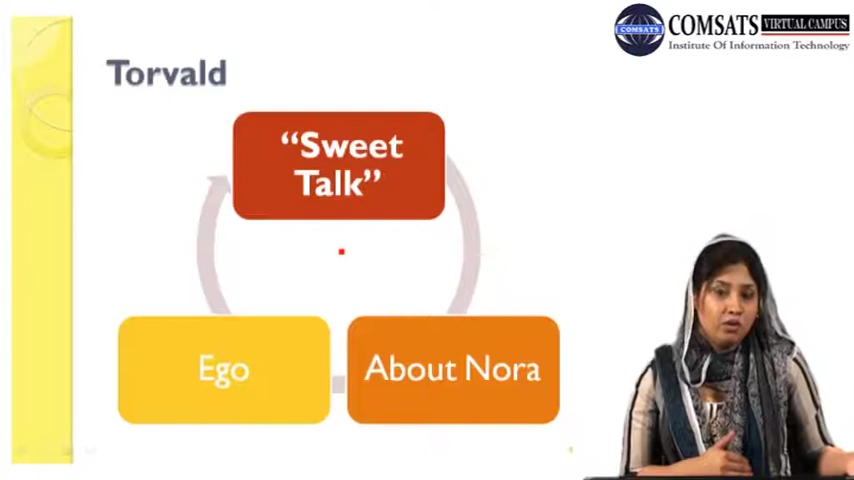 COMSATS
COMSATS VIRTUAL CAMPUS
Institute Of Information Technology
Torvald
“Sweet
Talk”
Ego
About Nora